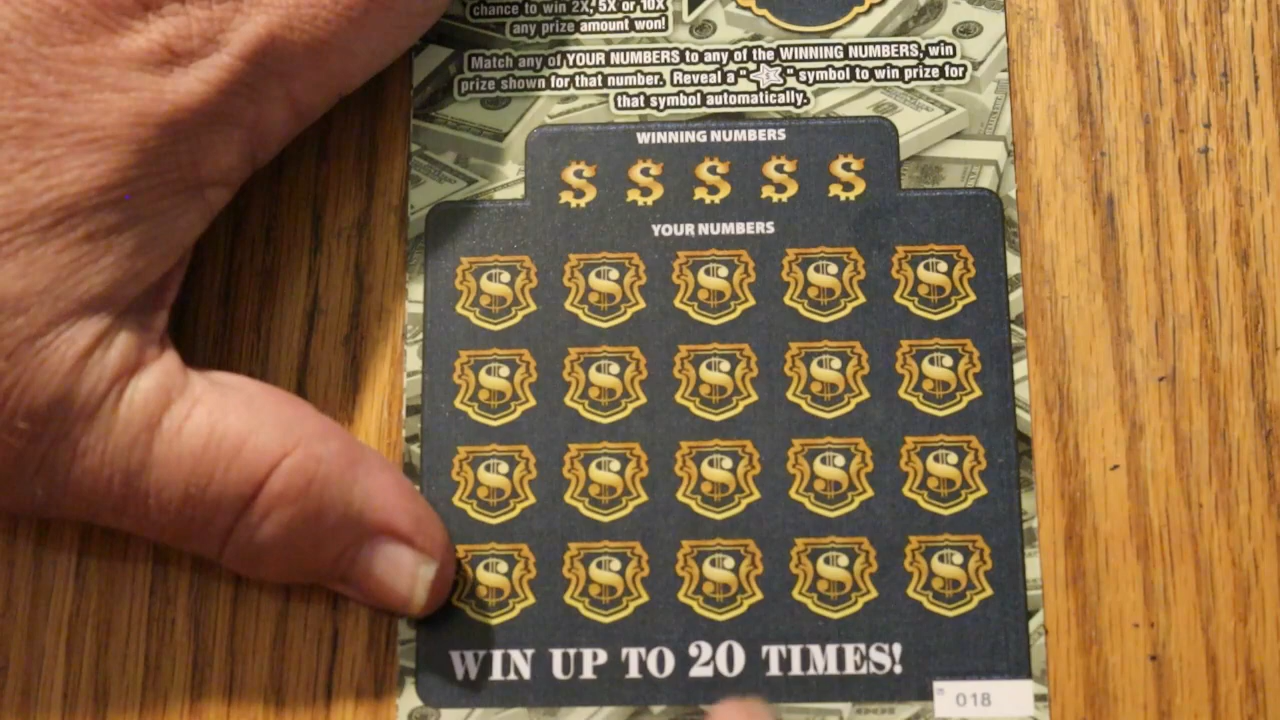 chance to win 2X, 5X or 10X
any prize amount won!
Match any of YOUR NUMBERS to any of the WINNING NUMBERS, win
prize shown for that number. Reveal a " " symbol to win prize for
that symbol automatically.
WINNING NUMBERS
$ $ $ $ $
YOUR NUMBERS
$ $ $ $ $
$ $ $ $ $
$ $ $ $ $
$ $ $ $ $
WIN UP TO 20 TIMES!
018